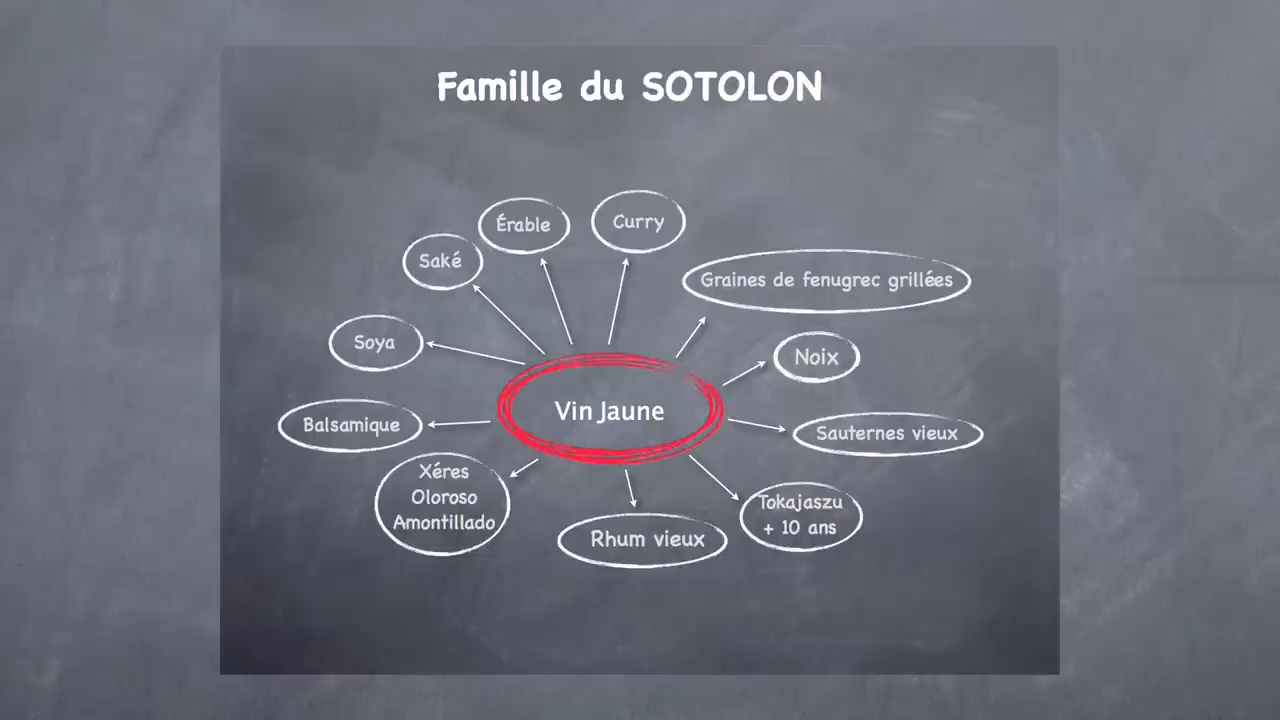 Famille du SOTOLON
Érable
Curry
Saké
Graines de fenugrec grillées
Soya
Noix
Vin Jaune
Balsamique
Sauternes vieux
Xéres
Oloroso
Amontillado
Tokajaszu
+ 10 ans
Rhum vieux